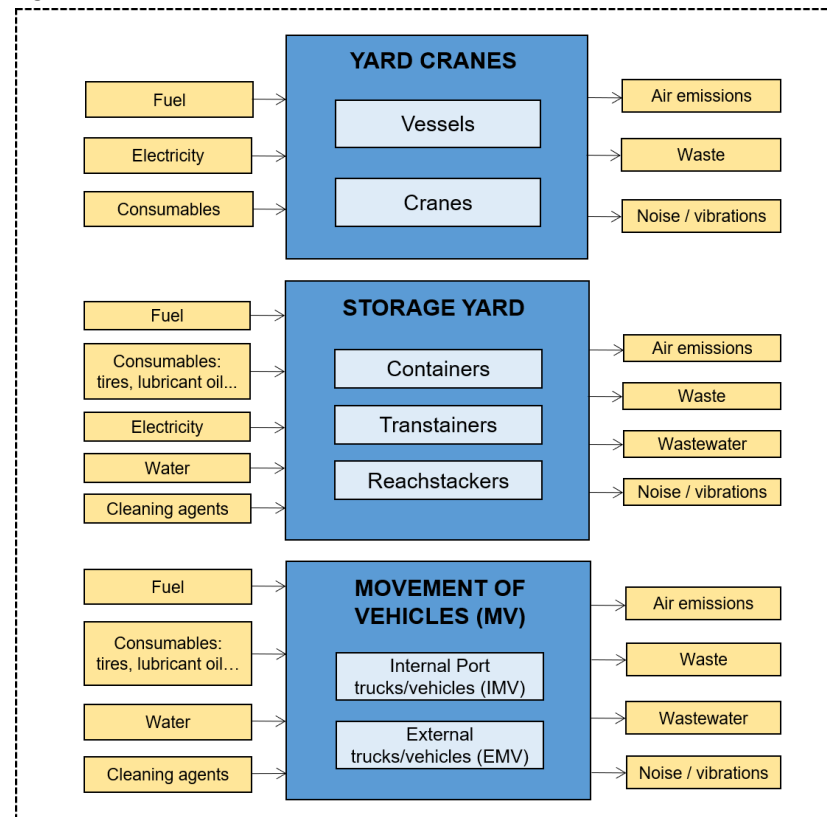 YARD CRANES
Fuel
Electricity
Consumables
Vessels
Cranes
Air emissions
Waste
Noise / vibrations
STORAGE YARD
Fuel
Consumables:
tires, lubricant oil...
Electricity
Water
Cleaning agents
Containers
Transtainers
Reachstackers
Air emissions
Waste
Wastewater
Noise / vibrations
MOVEMENT OF
VEHICLES (MV)
Fuel
Consumables:
tires, lubricant oil…
Water
Cleaning agents
Internal Port
trucks/vehicles (IMV)
External
trucks/vehicles (EMV)
Air emissions
Waste
Wastewater
Noise / vibrations